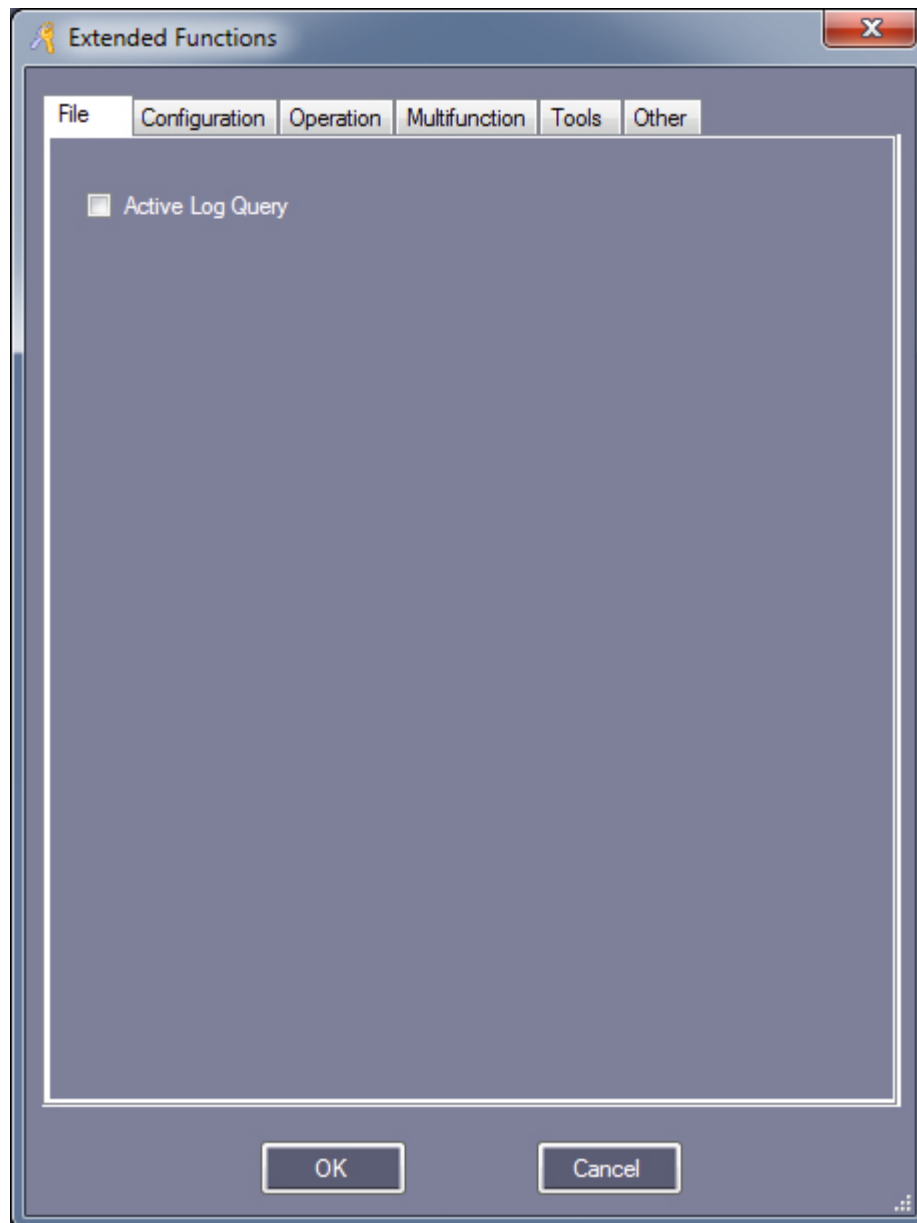 Extended Functions
File Configuration Operation Multifunction Tools Other
Active Log Query
OK Cancel